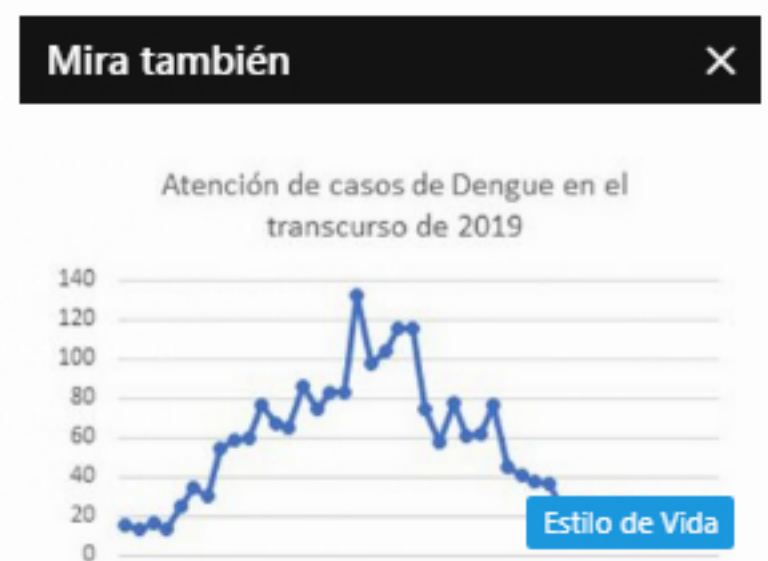 Mira también
Atención de casos de Dengue en el
transcurso de 2019
140
120
100
80
60
40
20
0
Estilo de Vida